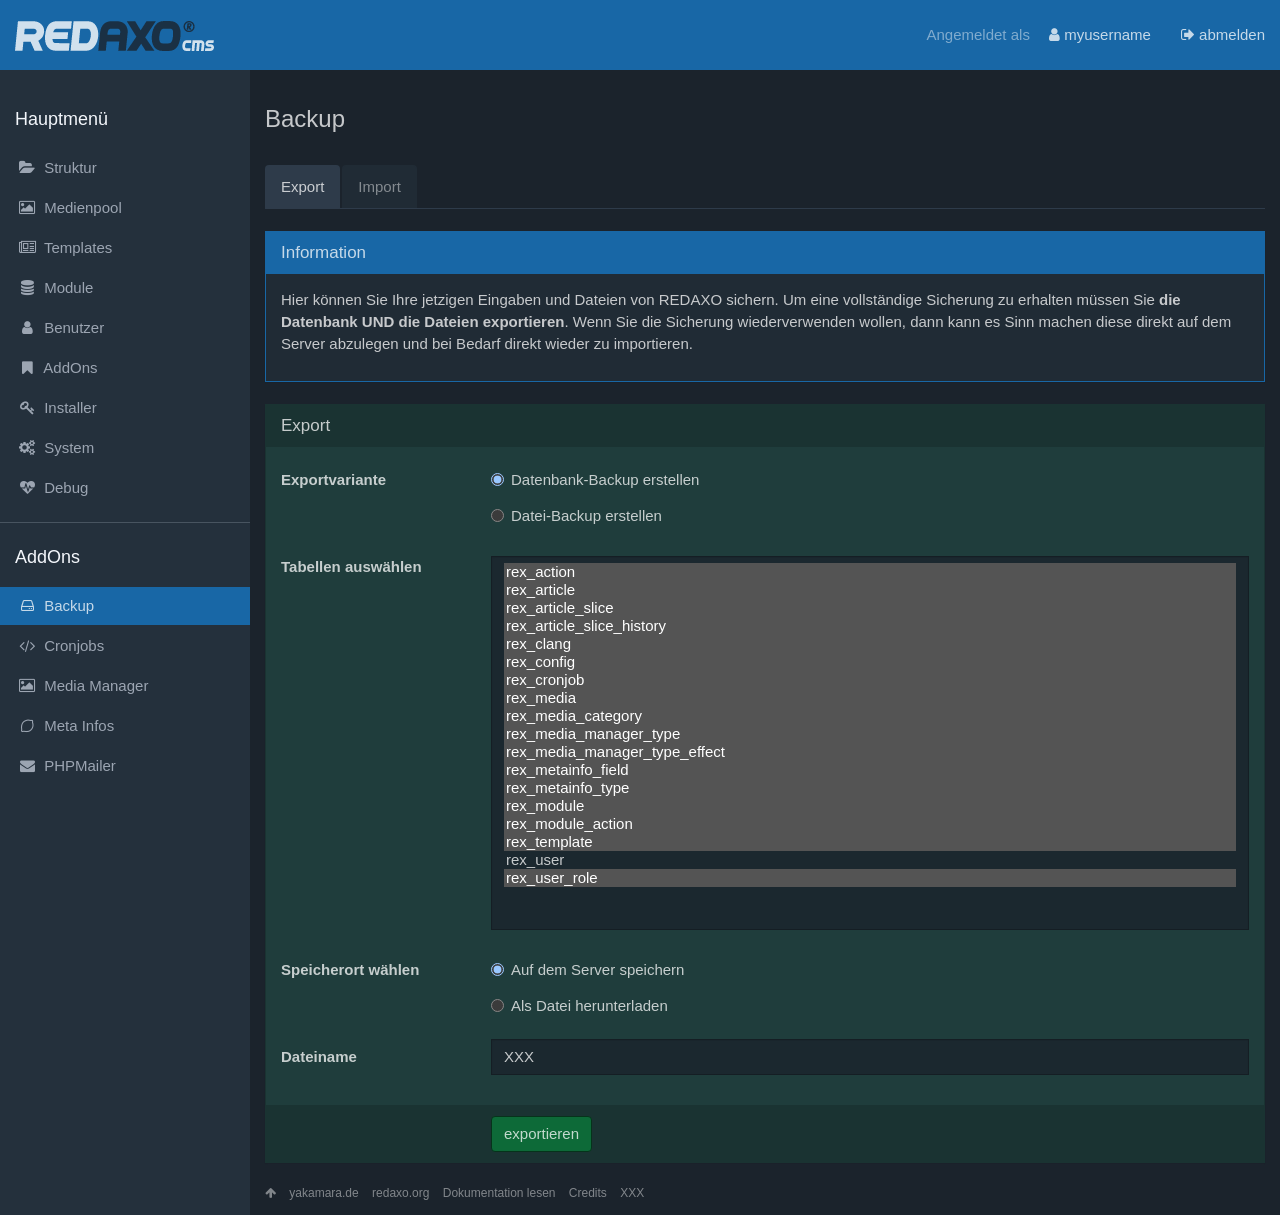 REDAXO® cms
Angemeldet als myusername abmelden
Hauptmenü
Struktur
Medienpool
Templates
Module
Benutzer
AddOns
Installer
System
Debug
AddOns
Backup
Cronjobs
Media Manager
Meta Infos
PHPMailer
Backup
Export Import
Information
Hier können Sie Ihre jetzigen Eingaben und Dateien von REDAXO sichern. Um eine vollständige Sicherung zu erhalten müssen Sie die
Datenbank UND die Dateien exportieren. Wenn Sie die Sicherung wiederverwenden wollen, dann kann es Sinn machen diese direkt auf dem
Server abzulegen und bei Bedarf direkt wieder zu importieren.
Export
Exportvariante Datenbank-Backup erstellen
Datei-Backup erstellen
Tabellen auswählen
rex_action
rex_article
rex_article_slice
rex_article_slice_history
rex_clang
rex_config
rex_cronjob
rex_media
rex_media_category
rex_media_manager_type
rex_media_manager_type_effect
rex_metainfo_field
rex_metainfo_type
rex_module
rex_module_action
rex_template
rex_user
rex_user_role
Speicherort wählen Auf dem Server speichern
Als Datei herunterladen
Dateiname XXX
exportieren
yakamara.de redaxo.org Dokumentation lesen Credits XXX